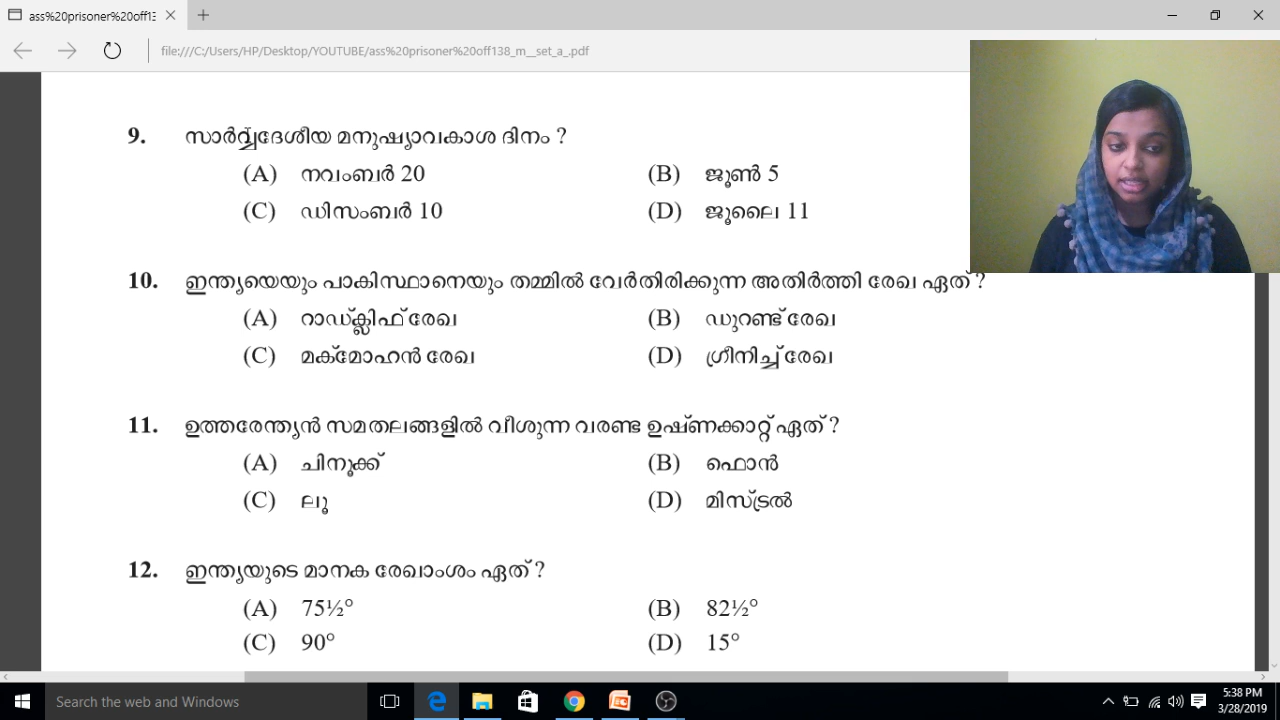 ass%20prisoner%20off13
file:///C:/Users/HP/Desktop/YOUTUBE/ass%20prisoner%20off138_m__set_a_.pdf
9. സാർവ്വദേശീയ മനുഷ്യാവകാശ ദിനം ?
(A) നവംബർ 20 (B) ജൂൺ 5
(C) ഡിസംബർ 10 (D) ജൂലൈ 11
10. ഇന്ത്യയെയും പാകിസ്ഥാനെയും തമ്മിൽ വേർതിരിക്കുന്ന അതിർത്തി രേഖ ഏത് ?
(A) റാഡ്ക്ലിഫ് രേഖ (B) ഡുറണ്ട് രേഖ
(C) മക്മോഹൻ രേഖ (D) ഗ്രീനിച്ച് രേഖ
11. ഉത്തരേന്ത്യൻ സമതലങ്ങളിൽ വീശുന്ന വരണ്ട ഉഷ്ണക്കാറ്റ് ഏത് ?
(A) ചിനൂക്ക് (B) ഫൊൻ
(C) ലൂ (D) മിസ്ട്രൽ
12. ഇന്ത്യയുടെ മാനക രേഖാംശം ഏത് ?
(A) 75½° (B) 82½°
(C) 90° (D) 15°
Search the web and Windows
5:38 PM
3/28/2019